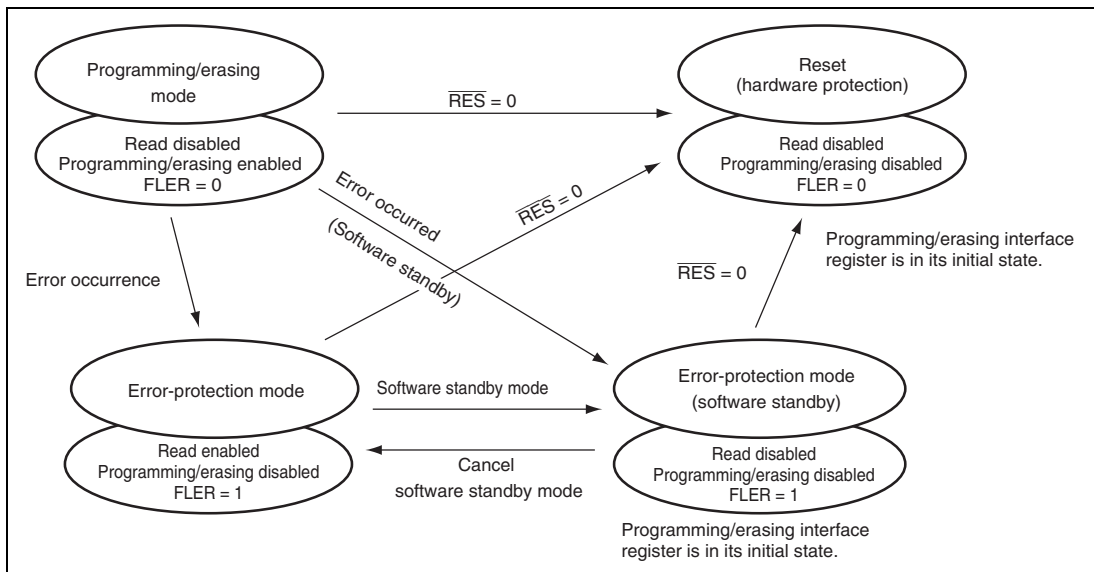 Programming/erasing
mode
Read disabled
Programming/erasing enabled
FLER = 0
R̅E̅S̅ = 0
Reset
(hardware protection)
Read disabled
Programming/erasing disabled
FLER = 0
Programming/erasing interface
register is in its initial state.
Error occurred
(Software standby)
R̅E̅S̅ = 0
R̅E̅S̅ = 0
Error occurrence
Error-protection mode
Read enabled
Programming/erasing disabled
FLER = 1
Software standby mode
Cancel
software standby mode
Error-protection mode
(software standby)
Read disabled
Programming/erasing disabled
FLER = 1
Programming/erasing interface
register is in its initial state.